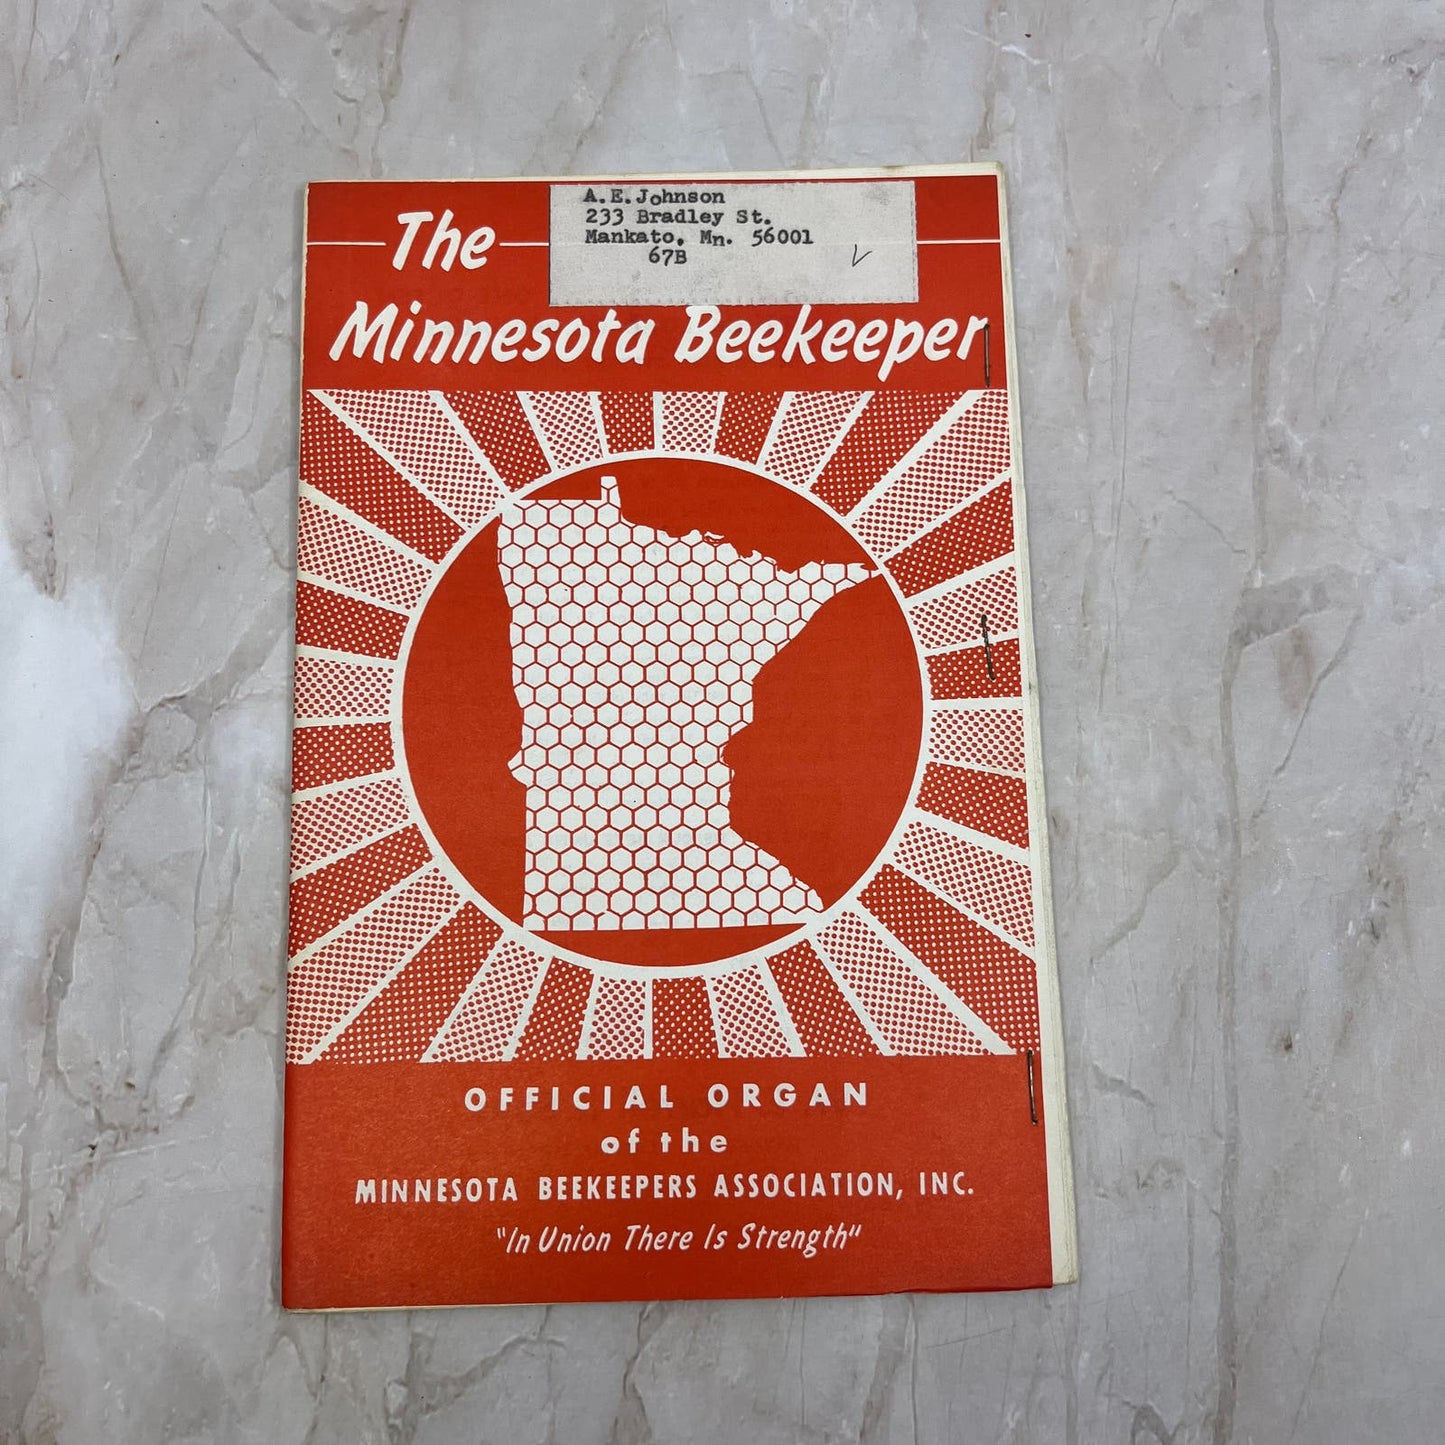 A.E.Johnson
233 Bradley St.
Mankato, Mn. 56001
67B
The
Minnesota Beekeeper
OFFICIAL ORGAN
of the
MINNESOTA BEEKEEPERS ASSOCIATION, INC.
"In Union There Is Strength"